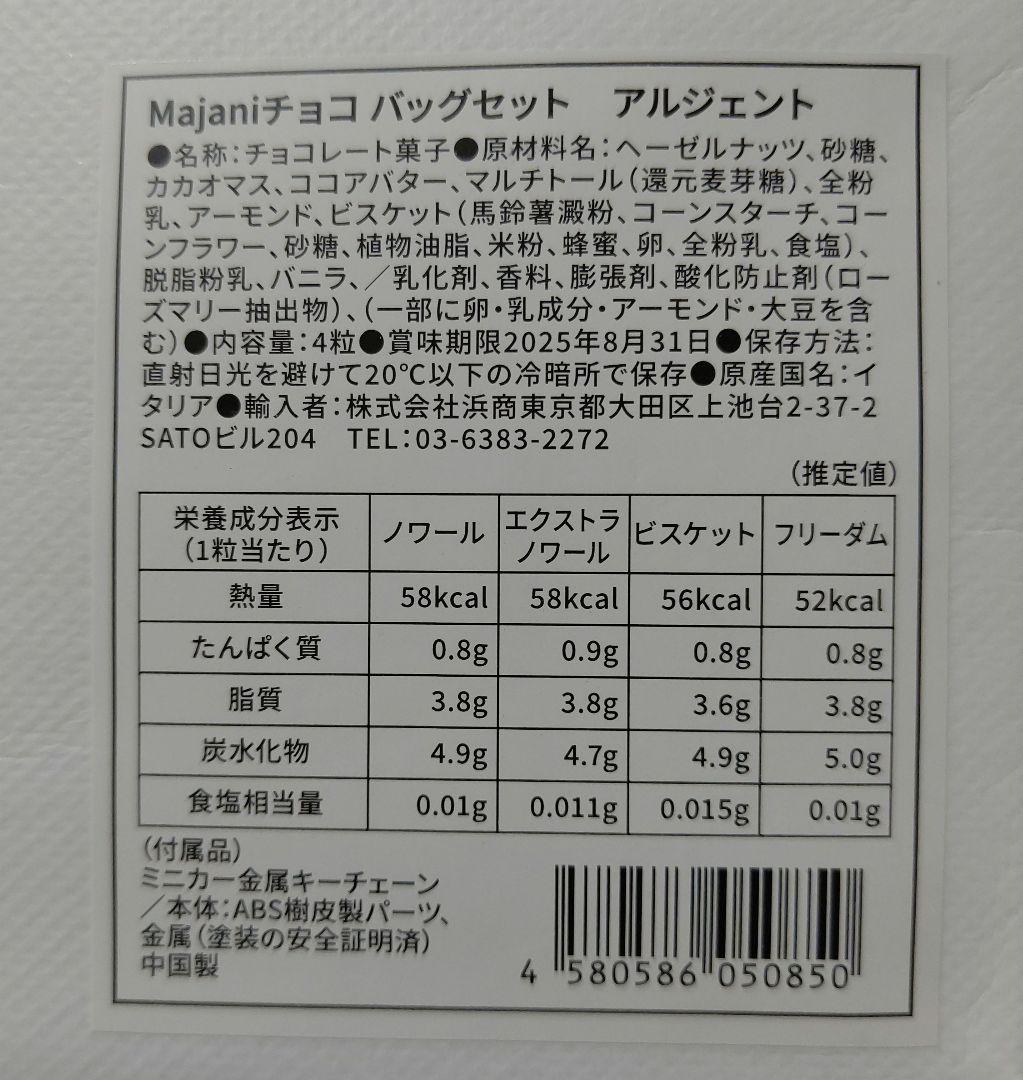 Majaniチョコ バッグセット　アルジェント
●名称：チョコレート菓子●原材料名：ヘーゼルナッツ、砂糖、
カカオマス、ココアバター、マルチトール（還元麦芽糖）、全粉
乳、アーモンド、ビスケット（馬鈴薯澱粉、コーンスターチ、コー
ンフラワー、砂糖、植物油脂、米粉、蜂蜜、卵、全粉乳、食塩）、
脱脂粉乳、バニラ、／乳化剤、香料、膨張剤、酸化防止剤（ロー
ズマリー抽出物）、（一部に卵・乳成分・アーモンド・大豆を含
む）●内容量：4粒●賞味期限2025年8月31日●保存方法：
直射日光を避けて20℃以下の冷暗所で保存●原産国名：イ
タリア●輸入者：株式会社浜商東京都大田区上池台2-37-2
SATOビル204　TEL：03-6383-2272
（推定値）
栄養成分表示（1粒当たり） ノワール エクストラノワール ビスケット フリーダム
熱量 58kcal 58kcal 56kcal 52kcal
たんぱく質 0.8g 0.9g 0.8g 0.8g
脂質 3.8g 3.8g 3.6g 3.8g
炭水化物 4.9g 4.7g 4.9g 5.0g
食塩相当量 0.01g 0.011g 0.015g 0.01g
（付属品）
ミニカー金属キーチェーン
／本体：ABS樹皮製パーツ、
金属（塗装の安全証明済）
中国製
4 580586 050850